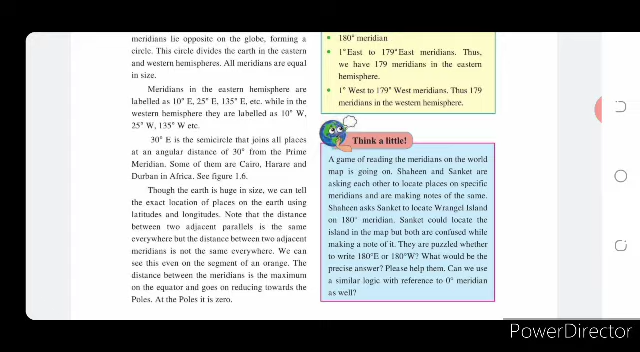 meridians lie opposite on the globe, forming a
circle. This circle divides the earth in the eastern
and western hemispheres. All meridians are equal
in size.
Meridians in the eastern hemisphere are
labelled as 10° E, 25° E, 135° E, etc. while in the
western hemisphere they are labelled as 10° W,
25° W, 135° W etc.
30° E is the semicircle that joins all places
at an angular distance of 30° from the Prime
Meridian. Some of them are Cairo, Harare and
Durban in Africa. See figure 1.6.
Though the earth is huge in size, we can tell
the exact location of places on the earth using
latitudes and longitudes. Note that the distance
between two adjacent parallels is the same
everywhere but the distance between two adjacent
meridians is not the same everywhere. We can
see this even on the segment of an orange. The
distance between the meridians is the maximum
on the equator and goes on reducing towards the
Poles. At the Poles it is zero.
• 180° meridian
• 1°East to 179°East meridians. Thus,
we have 179 meridians in the eastern
hemisphere.
• 1° West to 179° West meridians. Thus 179
meridians in the western hemisphere.
Think a little!
A game of reading the meridians on the world
map is going on. Shaheen and Sanket are
asking each other to locate places on specific
meridians and are making notes of the same.
Shaheen asks Sanket to locate Wrangel Island
on 180° meridian. Sanket could locate the
island in the map but both are confused while
making a note of it. They are puzzled whether
to write 180°E or 180°W? What would be the
precise answer? Please help them. Can we use
a similar logic with reference to 0° meridian
as well?
PowerDirector